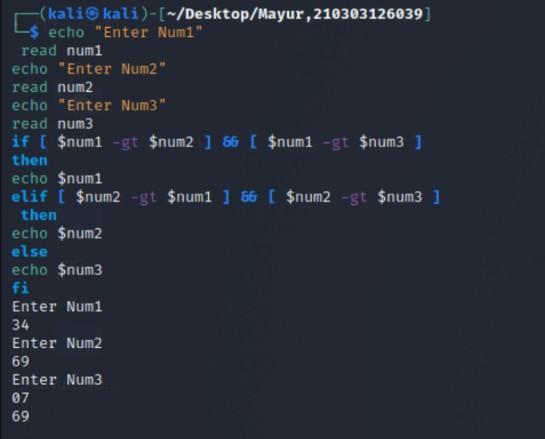 ┌──(kali㉿kali)-[~/Desktop/Mayur,210303126039]
└─$ echo "Enter Num1"
read num1
echo "Enter Num2"
read num2
echo "Enter Num3"
read num3
if [ $num1 -gt $num2 ] && [ $num1 -gt $num3 ]
then
echo $num1
elif [ $num2 -gt $num1 ] && [ $num2 -gt $num3 ]
then
echo $num2
else
echo $num3
fi
Enter Num1
34
Enter Num2
69
Enter Num3
07
69